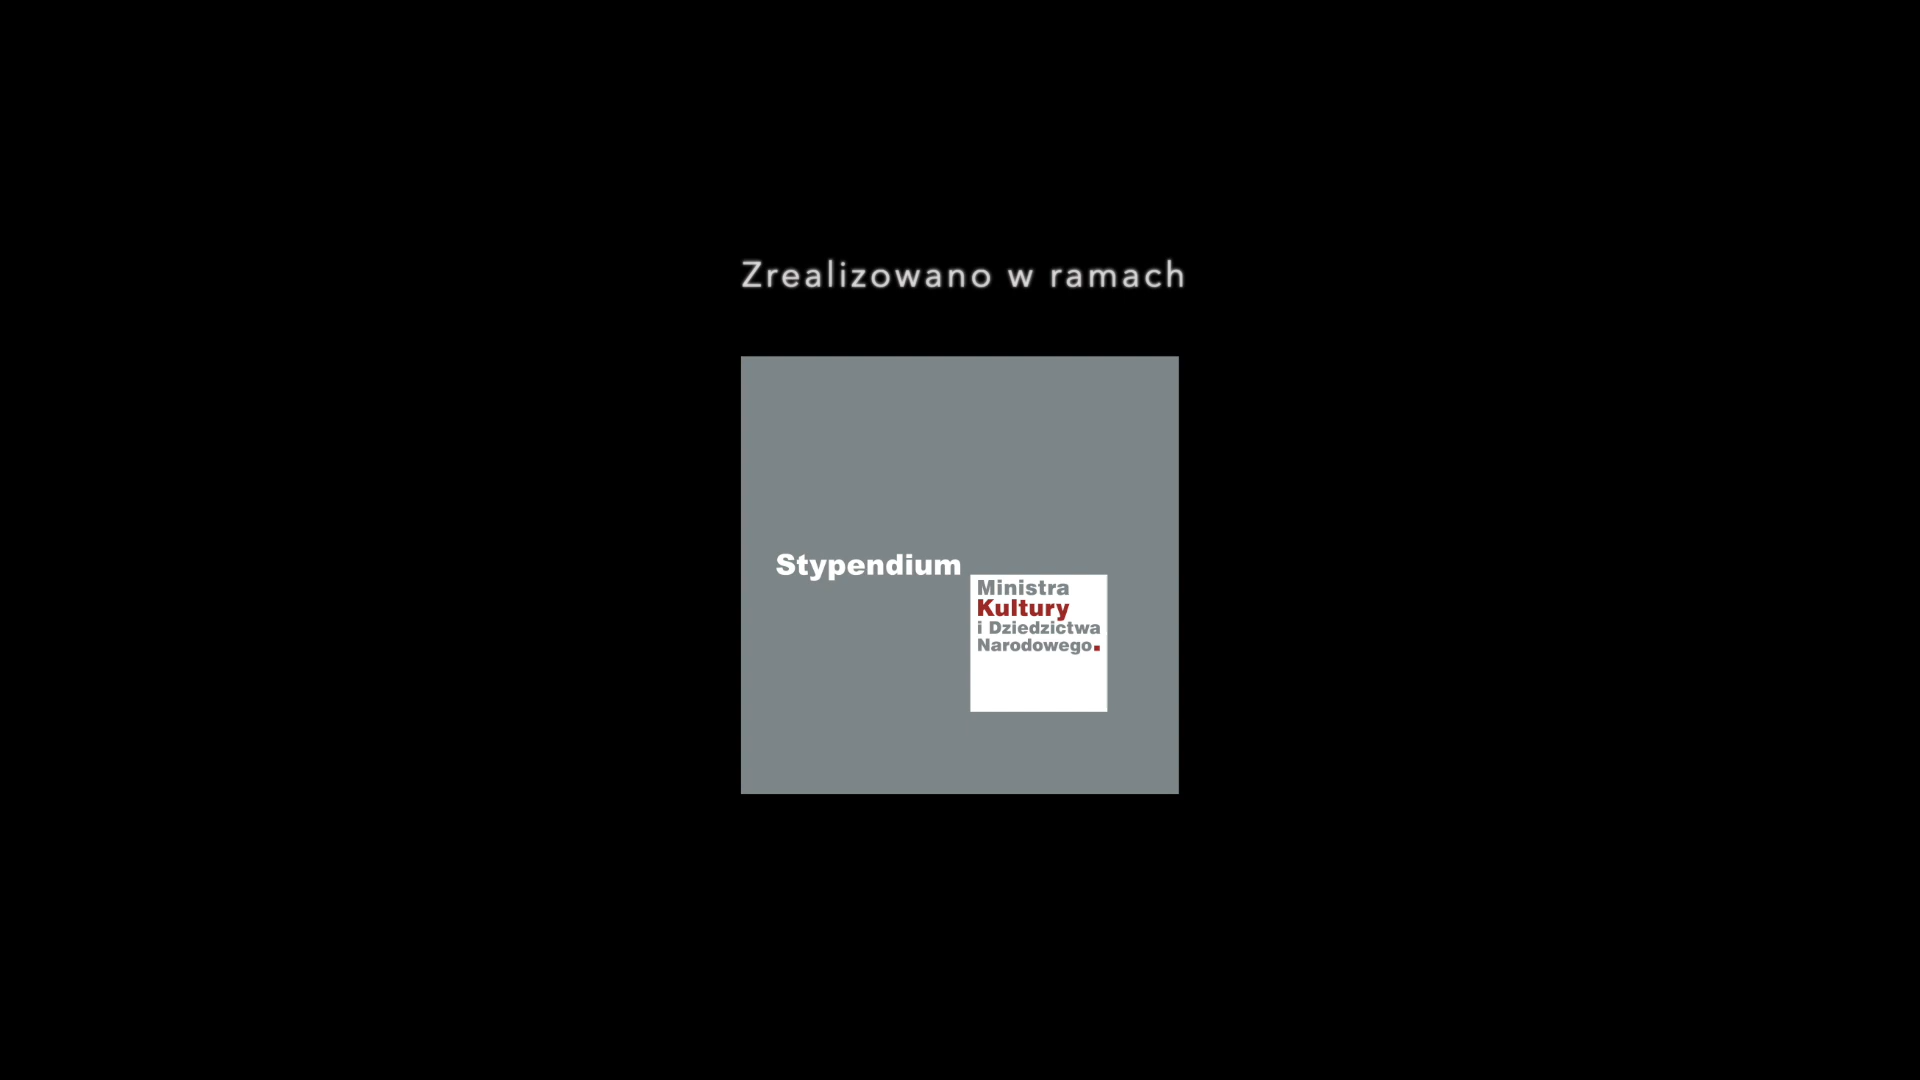 Zrealizowano w ramach
Stypendium
Ministra
Kultury
i Dziedzictwa
Narodowego.